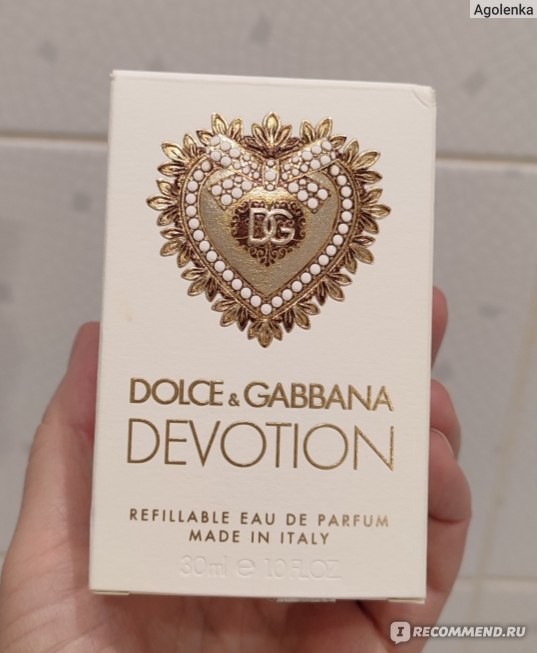 Agolenka
DG
DOLCE & GABBANA
DEVOTION
REFILLABLE EAU DE PARFUM
MADE IN ITALY
30ml e 1.0 FL.OZ
I RECOMMEND.RU